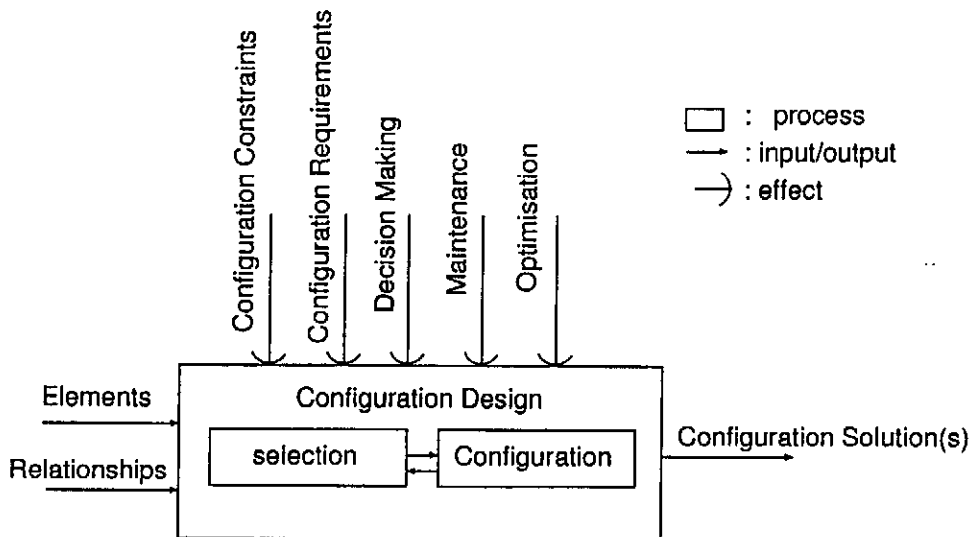 Configuration Constraints
Configuration Requirements
Decision Making
Maintenance
Optimisation
: process
: input/output
: effect
Elements
Relationships
Configuration Design
selection
Configuration
Configuration Solution(s)